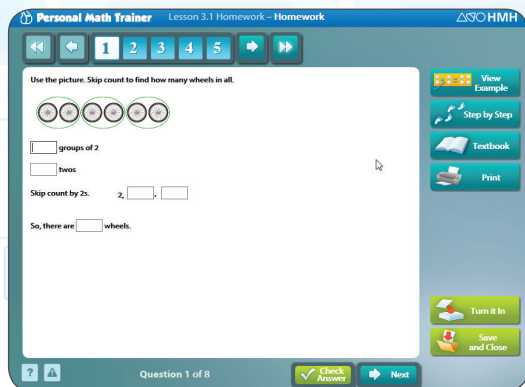 Personal Math Trainer Lesson 3.1 Homework – Homework HMH
1 2 3 4 5
Use the picture. Skip count to find how many wheels in all.
groups of 2
twos
Skip count by 2s. 2, ,
So, there are wheels.
View
Example
Step by Step
Textbook
Print
Turn it In
Save
and Close
? Question 1 of 8 Check
Answer Next